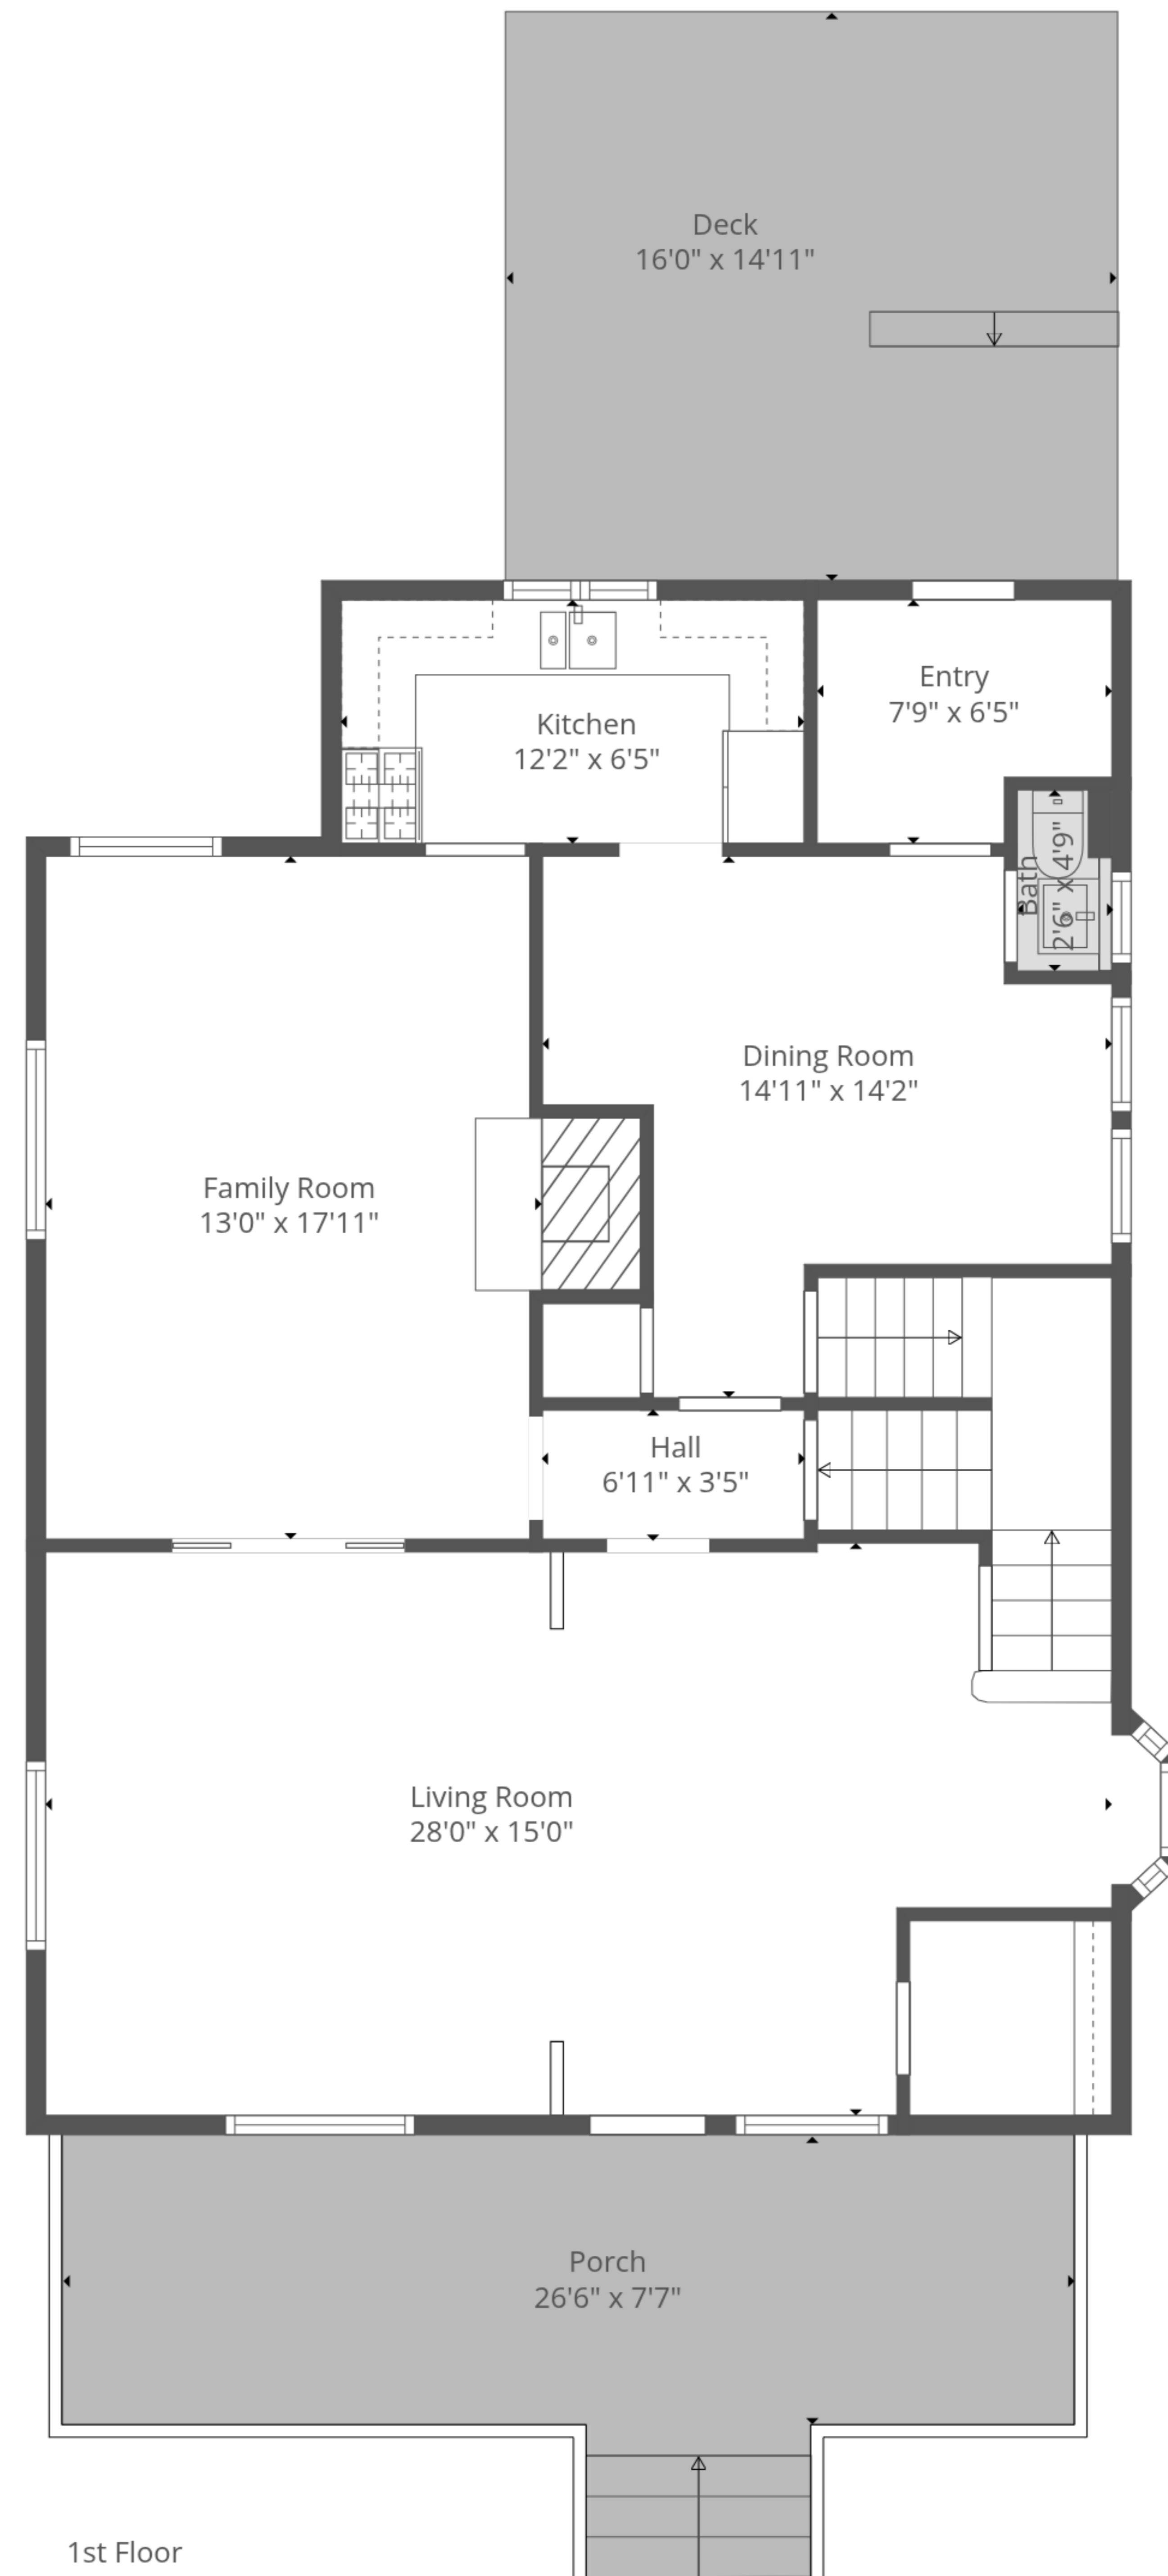 Deck
16'0" x 14'11"
Entry
7'9" x 6'5"
Kitchen
12'2" x 6'5"
Bath
2'6" x 4'9"
Dining Room
14'11" x 14'2"
Family Room
13'0" x 17'11"
Hall
6'11" x 3'5"
Living Room
28'0" x 15'0"
Porch
26'6" x 7'7"
1st Floor